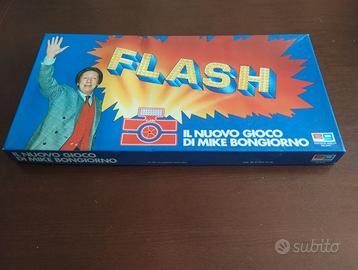 FLASH
IL NUOVO GIOCO
DI MIKE BONGIORNO
IL NUOVO GIOCO
DI MIKE BONGIORNO
subito